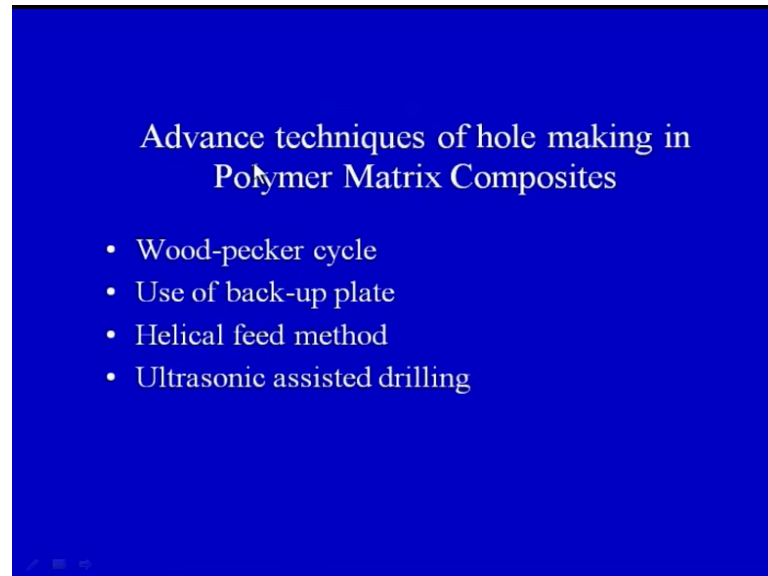 Advance techniques of hole making in
Polymer Matrix Composites
• Wood-pecker cycle
• Use of back-up plate
• Helical feed method
• Ultrasonic assisted drilling